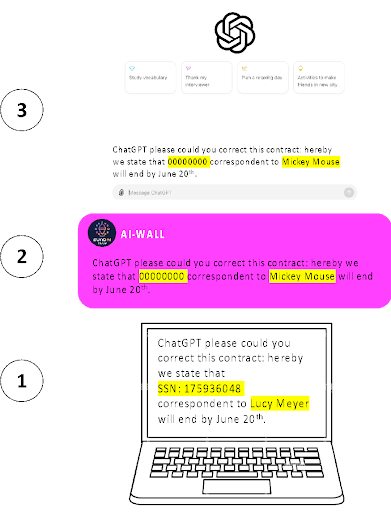 Study vocabulary
Thank my
interviewer
Plan a relaxing day
Activities to make
friends in new city
3
ChatGPT please could you correct this contract: hereby
we state that 00000000 correspondent to Mickey Mouse
will end by June 20th.
Message ChatGPT
2
AI-WALL
ChatGPT please could you correct this contract: hereby we
state that 00000000 correspondent to Mickey Mouse will end
by June 20th.
1
ChatGPT please could you
correct this contract: hereby
we state that
SSN: 175936048
correspondent to Lucy Meyer
will end by June 20th.